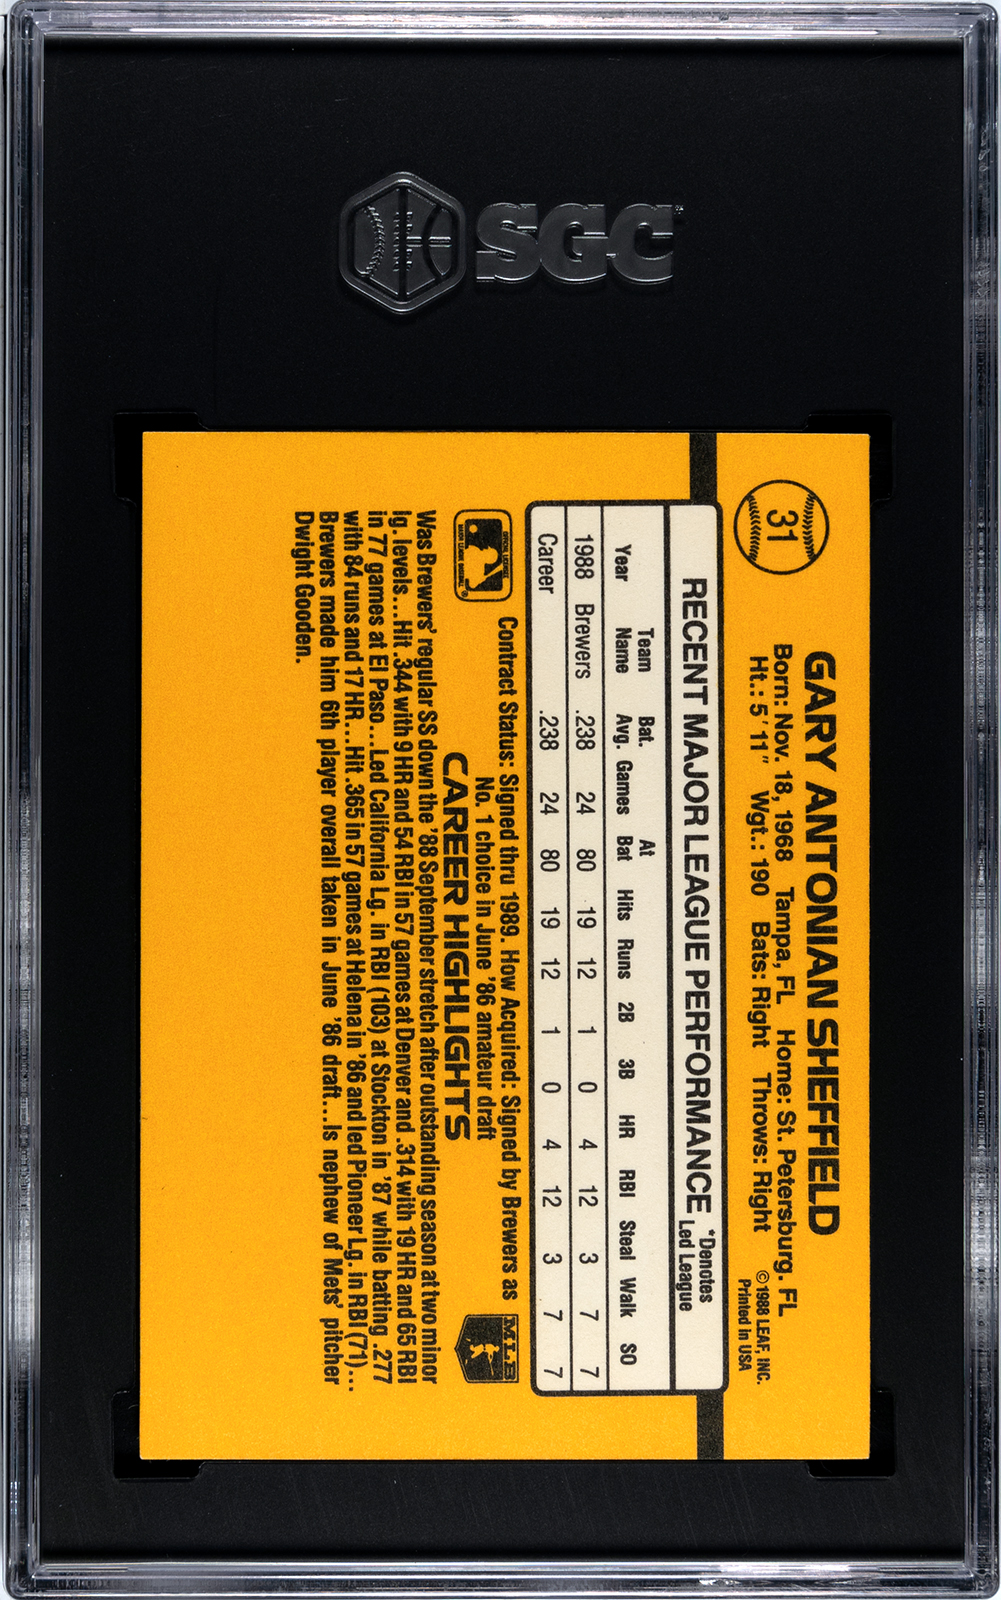 SGC
31
GARY ANTONIAN SHEFFIELD
Born: Nov. 18, 1968 Tampa, FL Home: St. Petersburg, FL
Ht.: 5'11" Wgt.: 190 Bats: Right Throws: Right
©1988 LEAF, INC.
Printed in USA
RECENT MAJOR LEAGUE PERFORMANCE
*Denotes
Led League
Year Team Name Bat. Avg. Games At Bat Hits Runs 2B 3B HR RBI Steal Walk SO
1988 Brewers .238 24 80 19 12 1 0 4 12 3 7 7
Career .238 24 80 19 12 1 0 4 12 3 7 7
OFFICIAL LICENSEE
MAJOR LEAGUE BASEBALL
®
Contract Status: Signed thru 1989. How Acquired: Signed by Brewers as
No. 1 choice in June '86 amateur draft
MLB
CAREER HIGHLIGHTS
Was Brewers' regular SS down the '88 September stretch after outstanding season at two minor
lg. levels...Hit .344 with 9 HR and 54 RBI in 57 games at Denver and .314 with 19 HR and 65 RBI
in 77 games at El Paso...Led California Lg. in RBI (103) at Stockton in '87 while batting .277
with 84 runs and 17 HR...Hit .365 in 57 games at Helena in '86 and led Pioneer Lg. in RBI (71)...
Brewers made him 6th player overall taken in June '86 draft...Is nephew of Mets' pitcher
Dwight Gooden.